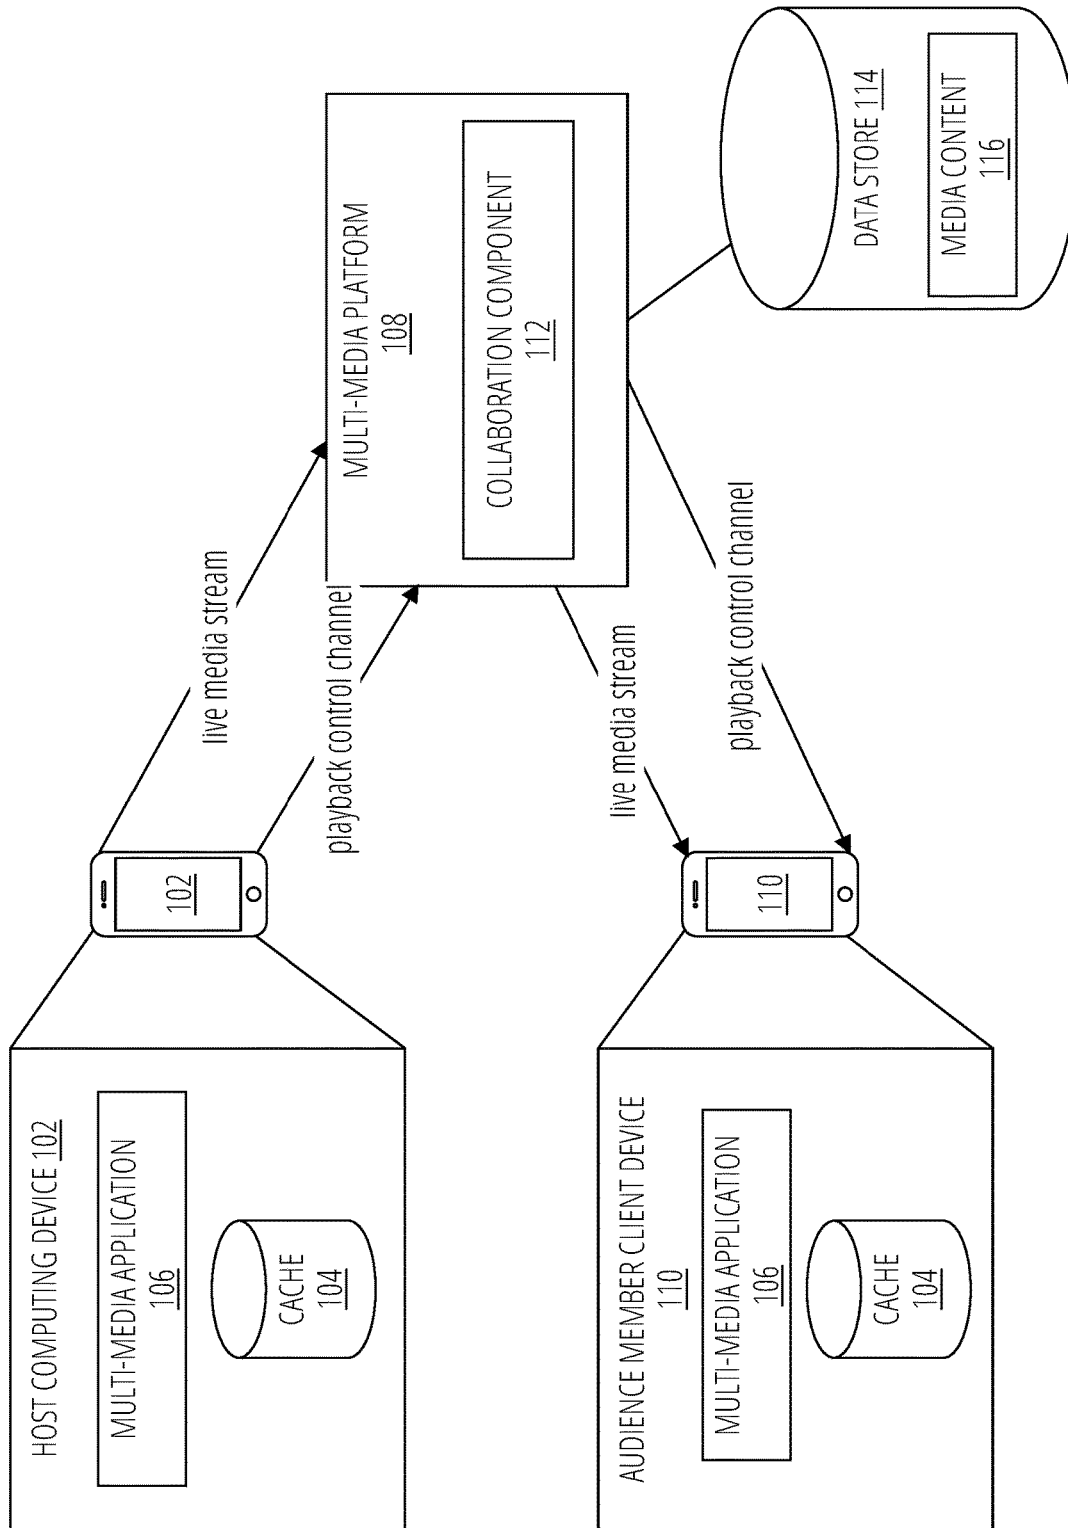 HOST COMPUTING DEVICE 102
MULTI-MEDIA APPLICATION
106
CACHE
104
102
live media stream
playback control channel
MULTI-MEDIA PLATFORM
108
COLLABORATION COMPONENT
112
AUDIENCE MEMBER CLIENT DEVICE
110
MULTI-MEDIA APPLICATION
106
CACHE
104
110
live media stream
playback control channel
DATA STORE 114
MEDIA CONTENT
116